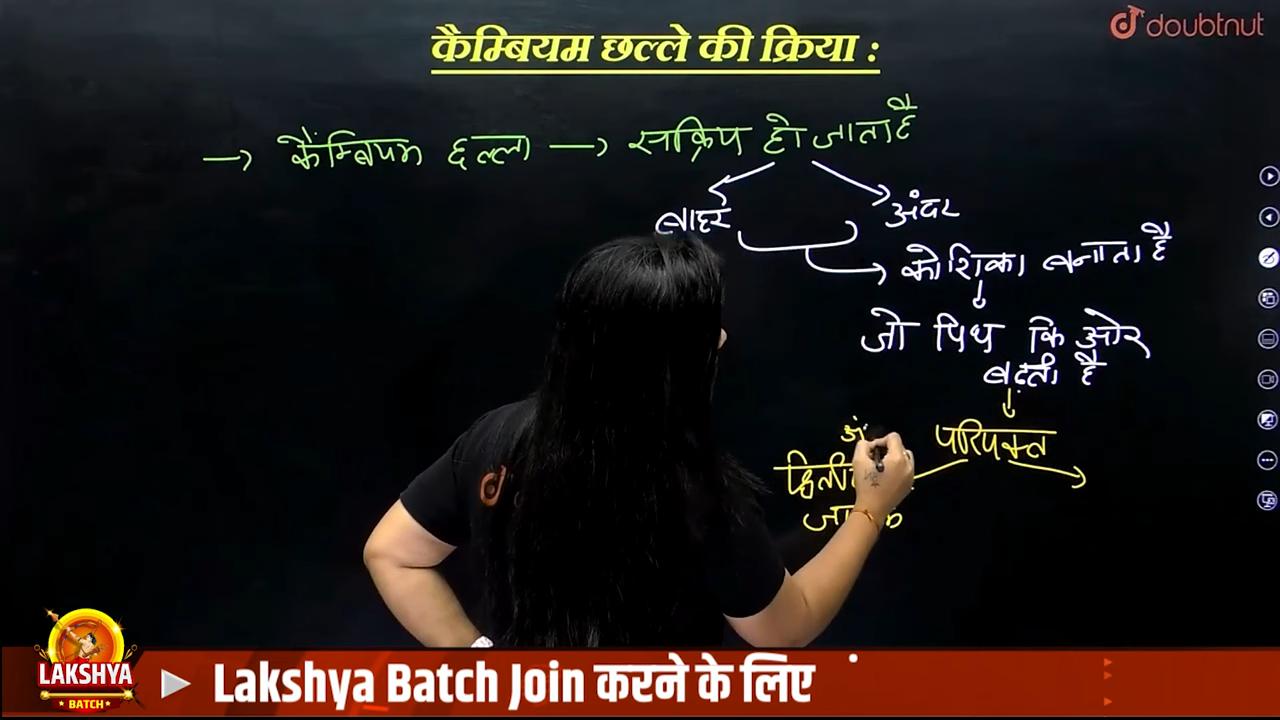 कैम्बियम छल्ले की क्रिया :
doubtnut
→ कैम्बियम छल्ला → सक्रिय हो जाता है
बाहर
अंदर
कोशिका बनाता है
जो पिथ कि ओर
बढ़ती है
परिपक्व
LAKSHYA
BATCH
Lakshya Batch Join करने के लिए